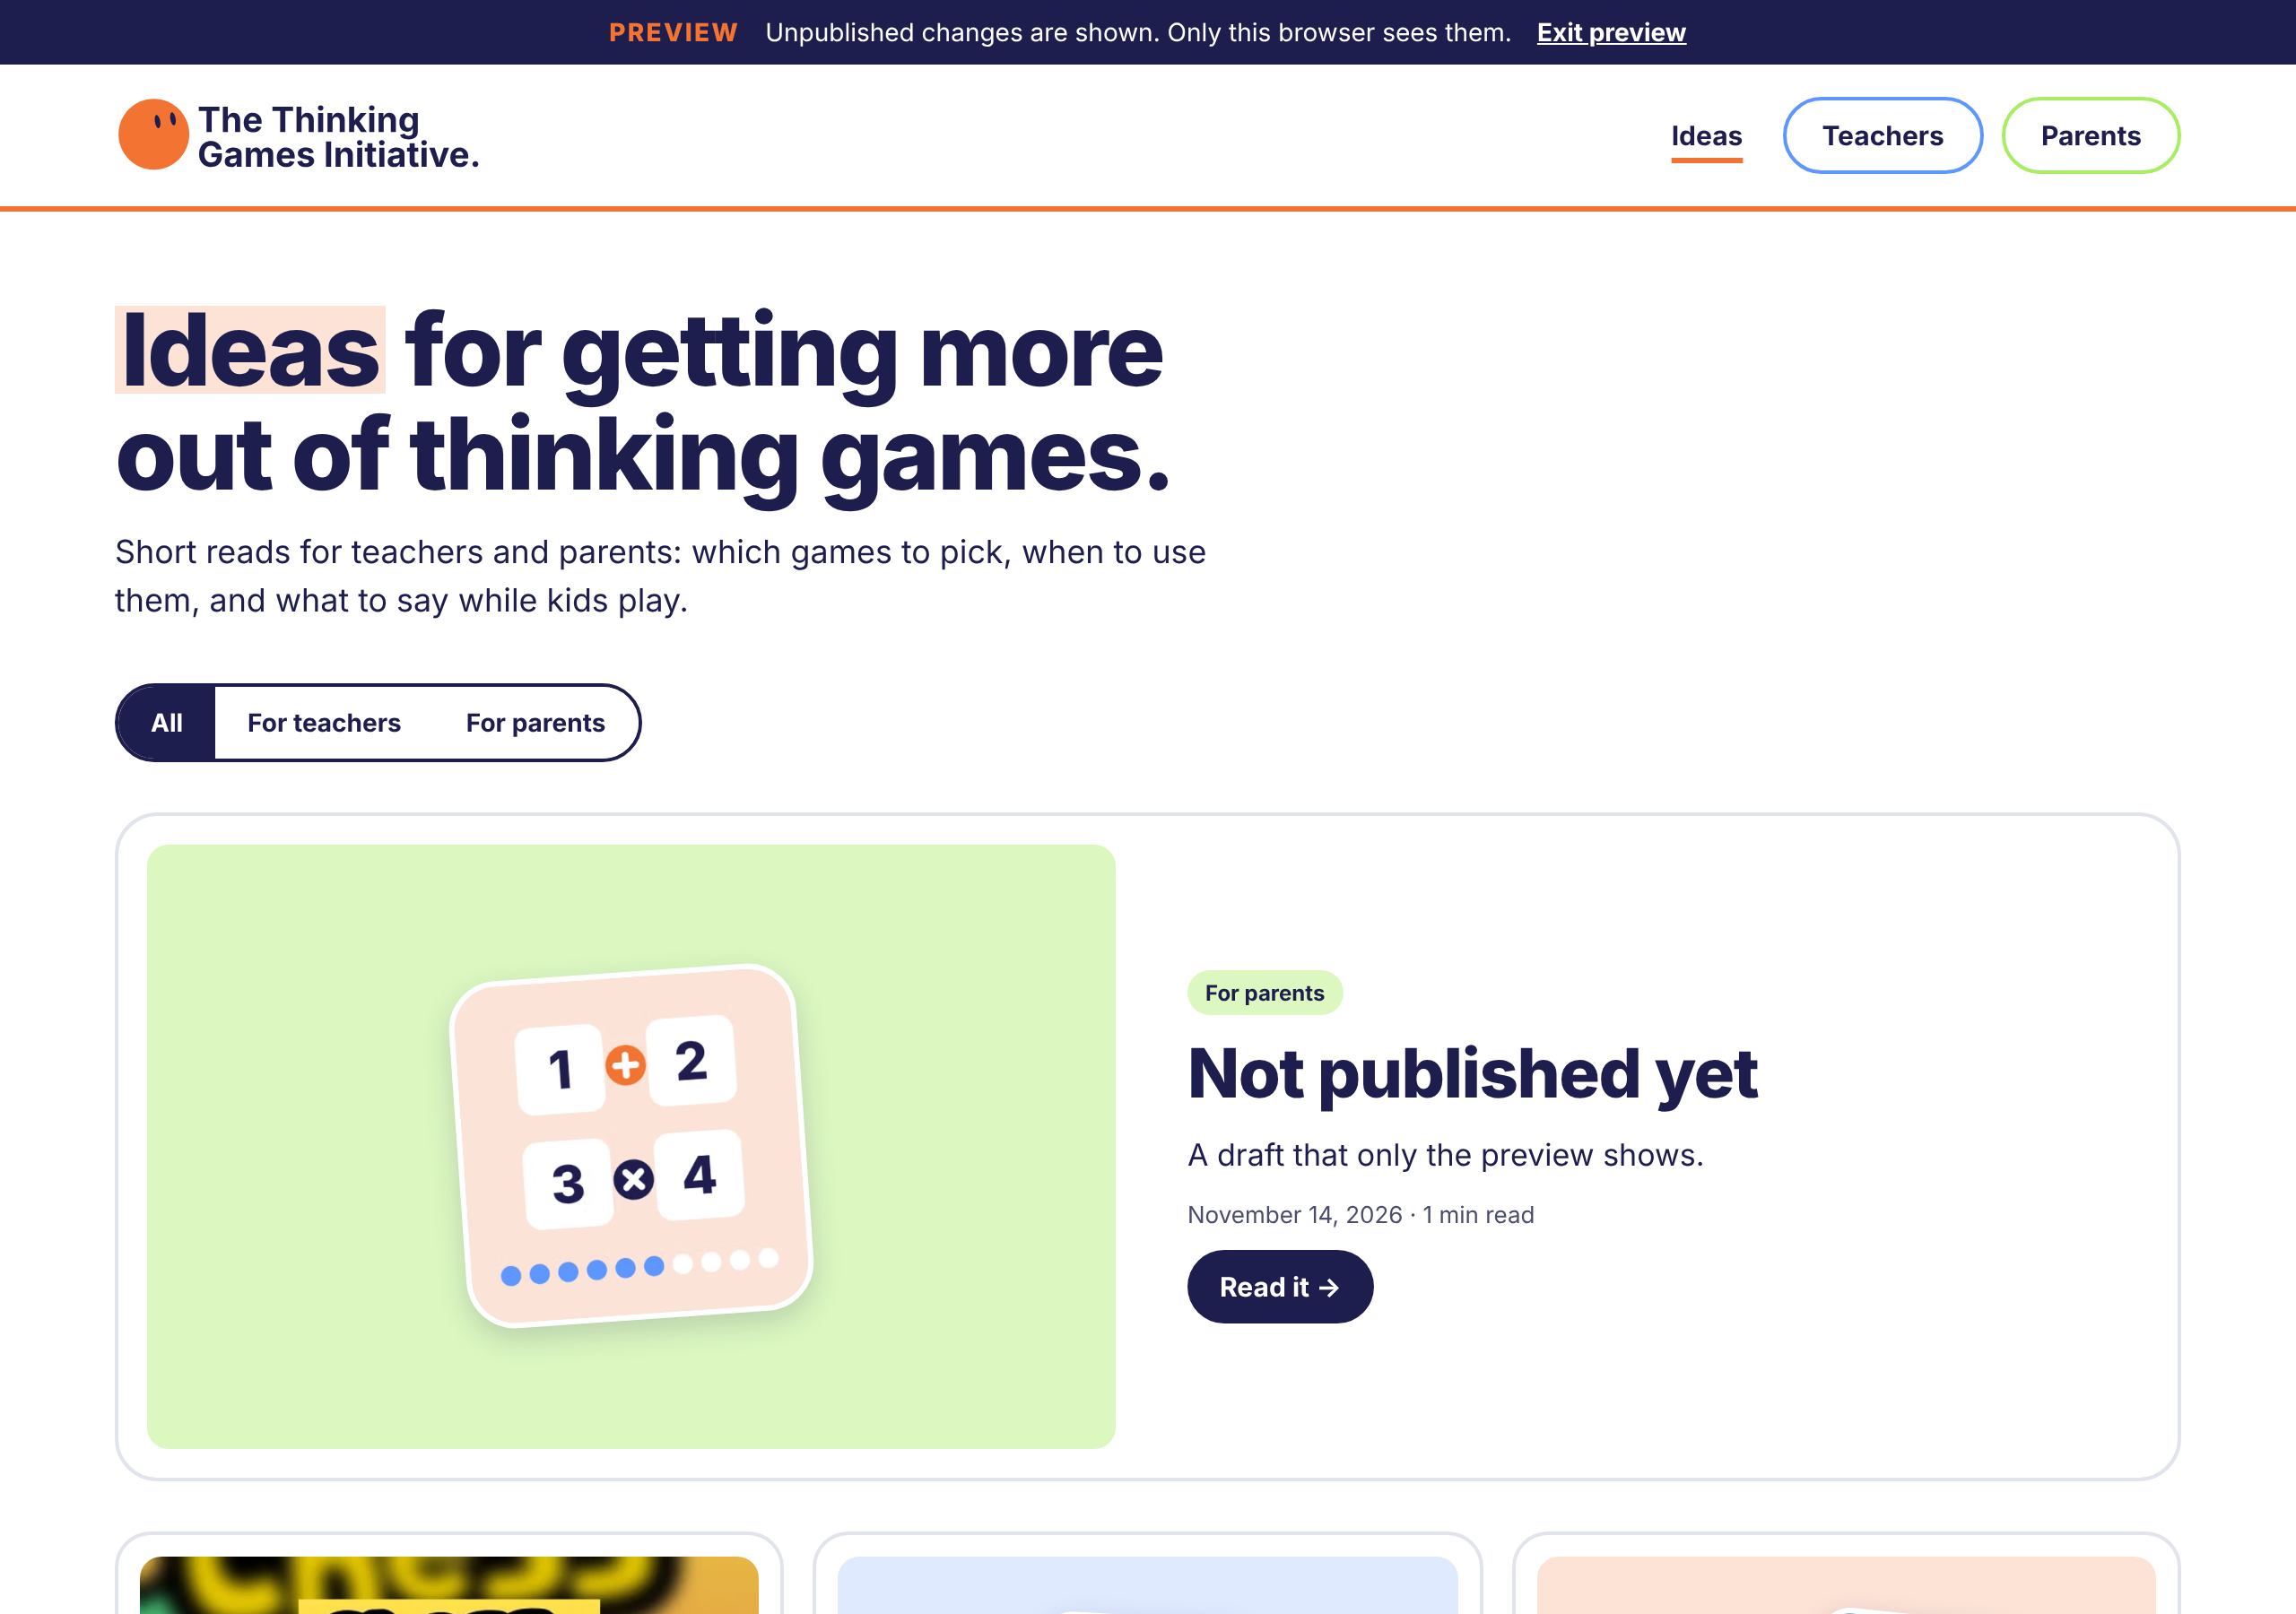 PREVIEW Unpublished changes are shown. Only this browser sees them. Exit preview
The Thinking
Games Initiative.
Ideas Teachers Parents
Ideas for getting more
out of thinking games.
Short reads for teachers and parents: which games to pick, when to use
them, and what to say while kids play.
All For teachers For parents
1 + 2
3 × 4
For parents
Not published yet
A draft that only the preview shows.
November 14, 2026 · 1 min read
Read it →